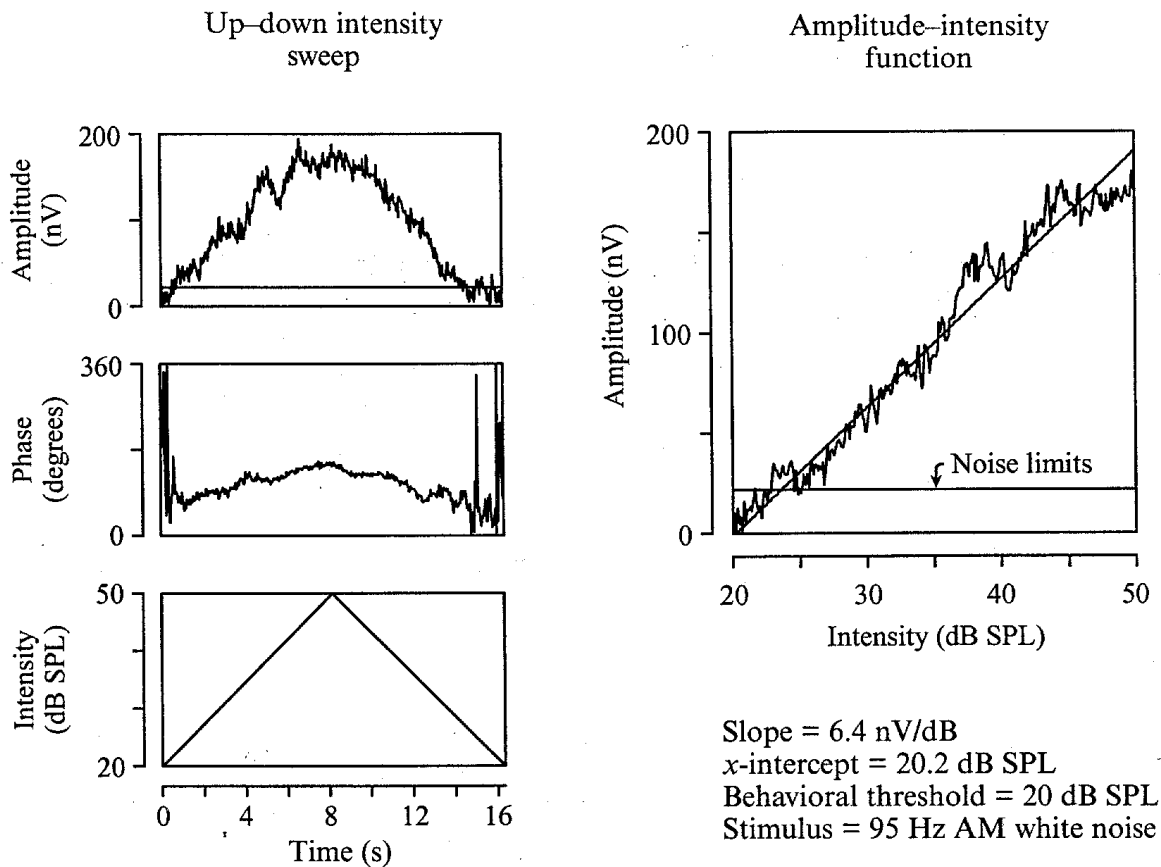 Up–down intensity
sweep
Amplitude
(nV)
200
0
Phase
(degrees)
360
0
Intensity
(dB SPL)
50
20
0 4 8 12 16
Time (s)
Amplitude–intensity
function
Amplitude (nV)
200
100
0
Noise limits
20 30 40 50
Intensity (dB SPL)
Slope = 6.4 nV/dB
x-intercept = 20.2 dB SPL
Behavioral threshold = 20 dB SPL
Stimulus = 95 Hz AM white noise